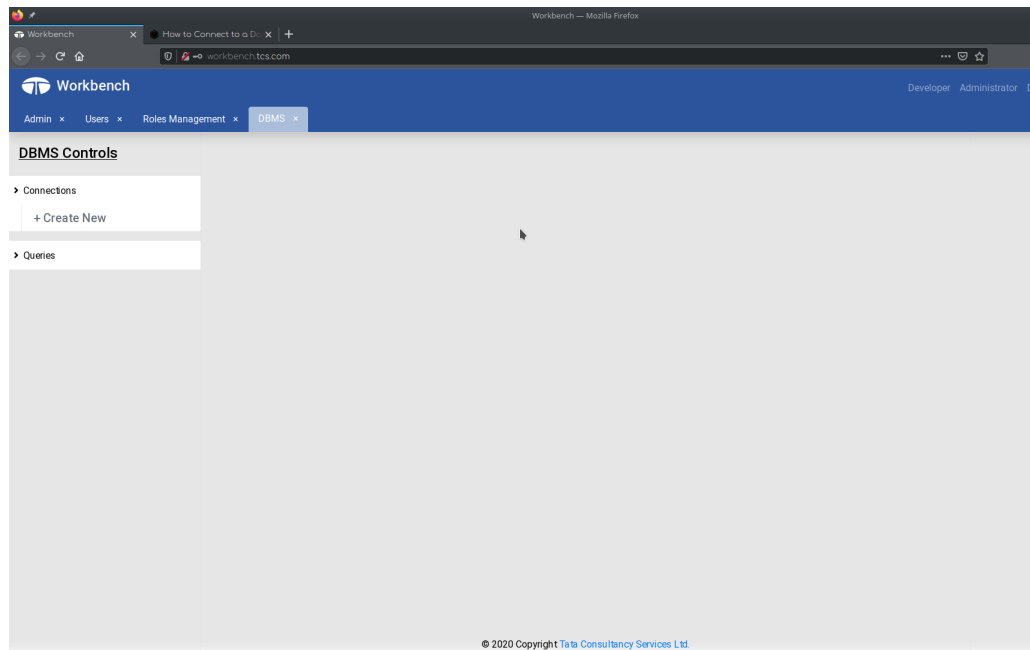 Workbench — Mozilla Firefox
Workbench × How to Connect to a Da × +
workbench.tcs.com
Workbench
Developer Administrator
Admin × Users × Roles Management × DBMS ×
DBMS Controls
Connections
+ Create New
Queries
© 2020 Copyright Tata Consultancy Services Ltd.